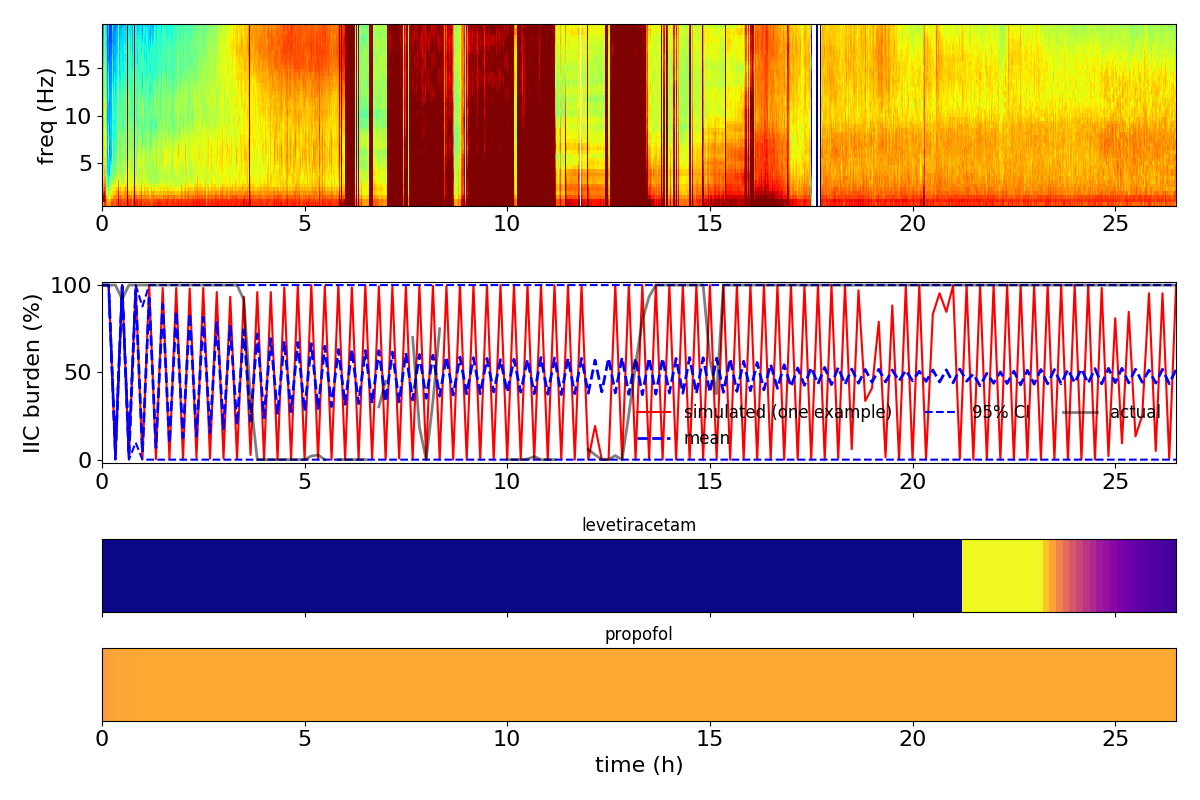 freq (Hz)
15
10
5
0 5 10 15 20 25
IIC burden (%)
100
50
0
simulated (one example) 95% CI actual
mean
0 5 10 15 20 25
levetiracetam
propofol
0 5 10 15 20 25
time (h)